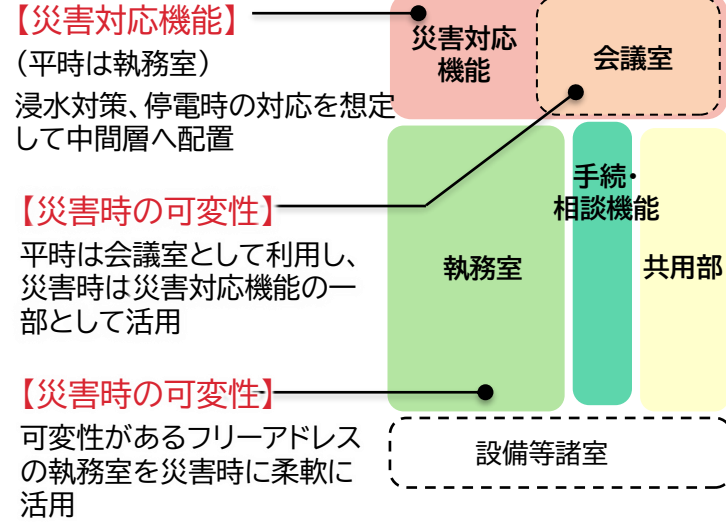 【災害対応機能】
（平時は執務室）
浸水対策、停電時の対応を想定
して中間層へ配置
【災害時の可変性】
平時は会議室として利用し、
災害時は災害対応機能の一
部として活用
【災害時の可変性】
可変性があるフリーアドレス
の執務室を災害時に柔軟に
活用
災害対応
機能
会議室
執務室
手続・
相談機能
共用部
設備等諸室